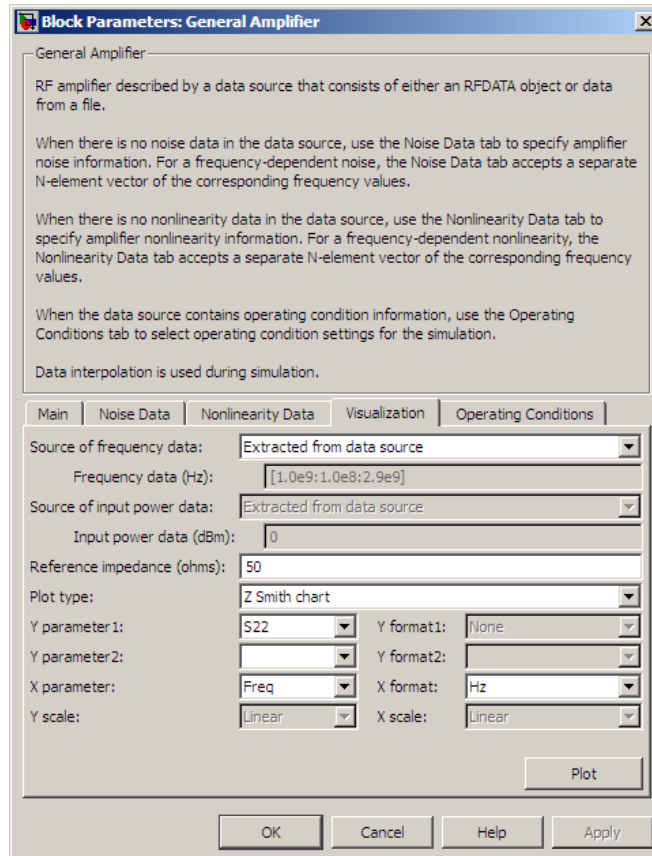 Block Parameters: General Amplifier
General Amplifier
RF amplifier described by a data source that consists of either an RFDATA object or data
from a file.
When there is no noise data in the data source, use the Noise Data tab to specify amplifier
noise information. For a frequency-dependent noise, the Noise Data tab accepts a separate
N-element vector of the corresponding frequency values.
When there is no nonlinearity data in the data source, use the Nonlinearity Data tab to
specify amplifier nonlinearity information. For a frequency-dependent nonlinearity, the
Nonlinearity Data tab accepts a separate N-element vector of the corresponding frequency
values.
When the data source contains operating condition information, use the Operating
Conditions tab to select operating condition settings for the simulation.
Data interpolation is used during simulation.
Main Noise Data Nonlinearity Data Visualization Operating Conditions
Source of frequency data: Extracted from data source
Frequency data (Hz): [1.0e9:1.0e8:2.9e9]
Source of input power data: Extracted from data source
Input power data (dBm): 0
Reference impedance (ohms): 50
Plot type: Z Smith chart
Y parameter1: S22 Y format1: None
Y parameter2: Y format2:
X parameter: Freq X format: Hz
Y scale: Linear X scale: Linear
Plot
OK Cancel Help Apply